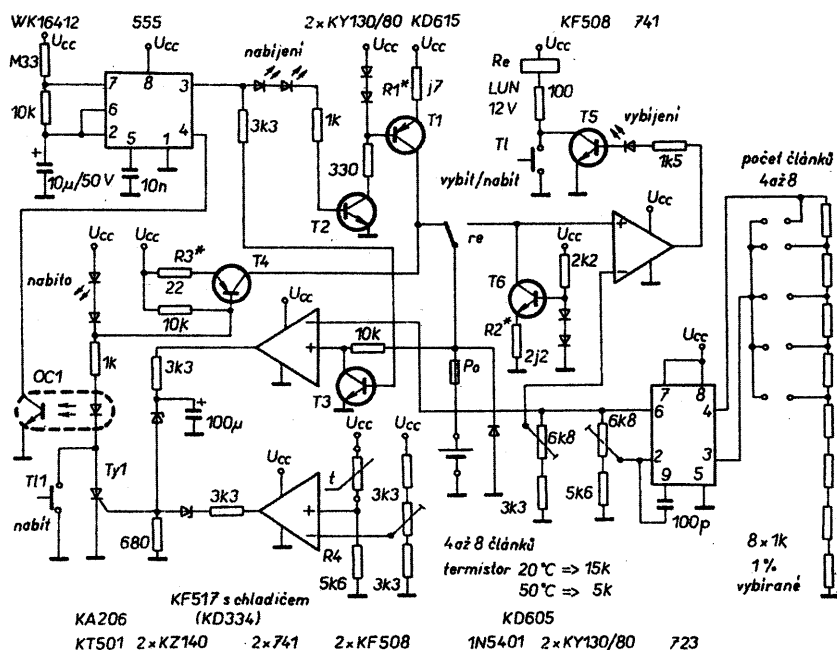 WK16412 555 2×KY130/80 KD615 KF508 741
Ucc Ucc Ucc Ucc Ucc
nabíjení
M33 7 8 3 R1* j7 Re
LUN 12V 100
10k 6 T1 T5 vybíjení
2 4 3k3 1k Tl
5 1 330 1k5 počet článků
10µ/50V 10n vybít/nabít 4až8
T2 Ucc
Ucc Ucc re Ucc +
R3* T4 2k2 −
nabito 22 T6
10k Ucc R2*
− 10k 2j2 Ucc
1k 3k3 + Po 7 8
OC1 T3 6 4
100µ 6k8 6k8
Ucc Ucc 2 3
Tl1 Ty1 Ucc t 9 5
nabít 3k3 + 3k3 3k3 5k6 100p
680 − 4až8 článků 8×1k
R4 termistor 20°C => 15k 1%
5k6 3k3 50°C => 5k vybírané
KF517 s chladičem
KA206 (KD334) KD605
KT501 2×KZ140 2×741 2×KF508 1N5401 2×KY130/80 723